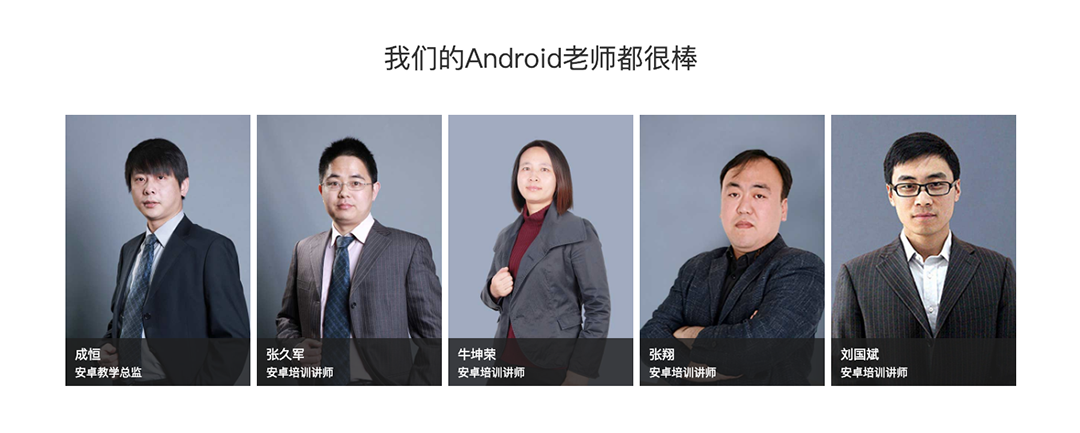 我们的Android老师都很棒
成恒
安卓教学总监
张久军
安卓培训讲师
牛坤荣
安卓培训讲师
张翔
安卓培训讲师
刘国斌
安卓培训讲师